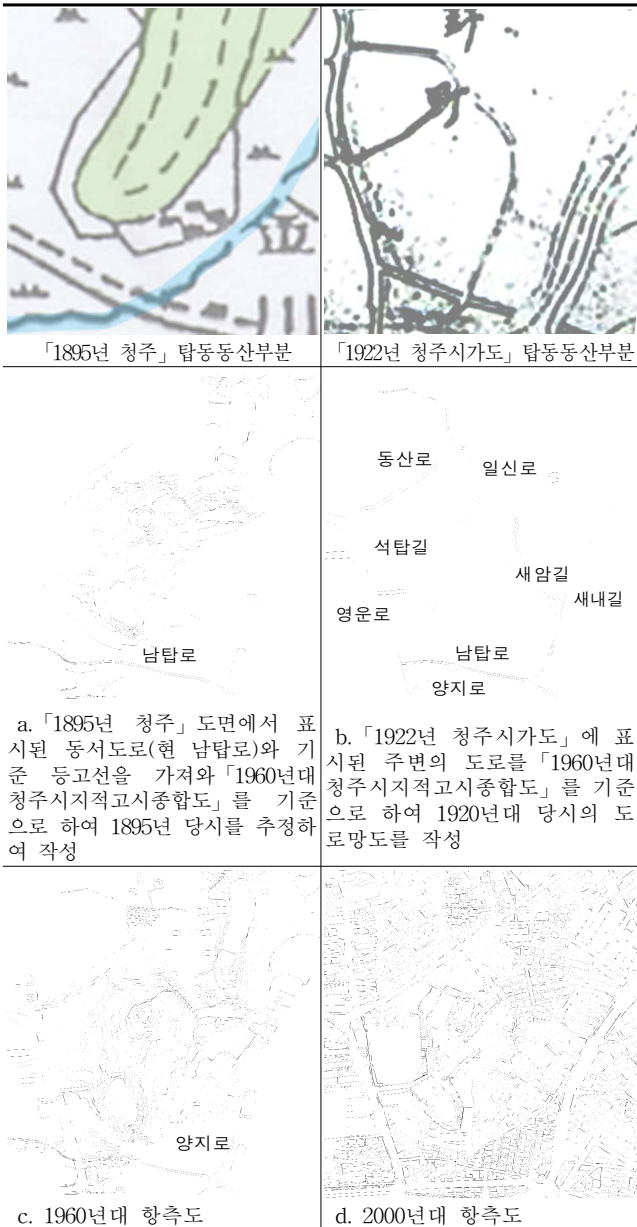 「1895년 청주」 탑동동산부분
「1922년 청주시가도」 탑동동산부분
남탑로
동산로
일신로
석탑길
새암길
새내길
영운로
남탑로
양지로
a.「1895년 청주」도면에서 표
시된 동서도로(현 남탑로)와 기
준 등고선을 가져와「1960년대
청주시지적고시종합도」를 기준
으로 하여 1895년 당시를 추정하
여 작성
b.「1922년 청주시가도」에 표
시된 주변의 도로를「1960년대
청주시지적고시종합도」를 기준
으로 하여 1920년대 당시의 도
로망도를 작성
양지로
c. 1960년대 항측도
d. 2000년대 항측도